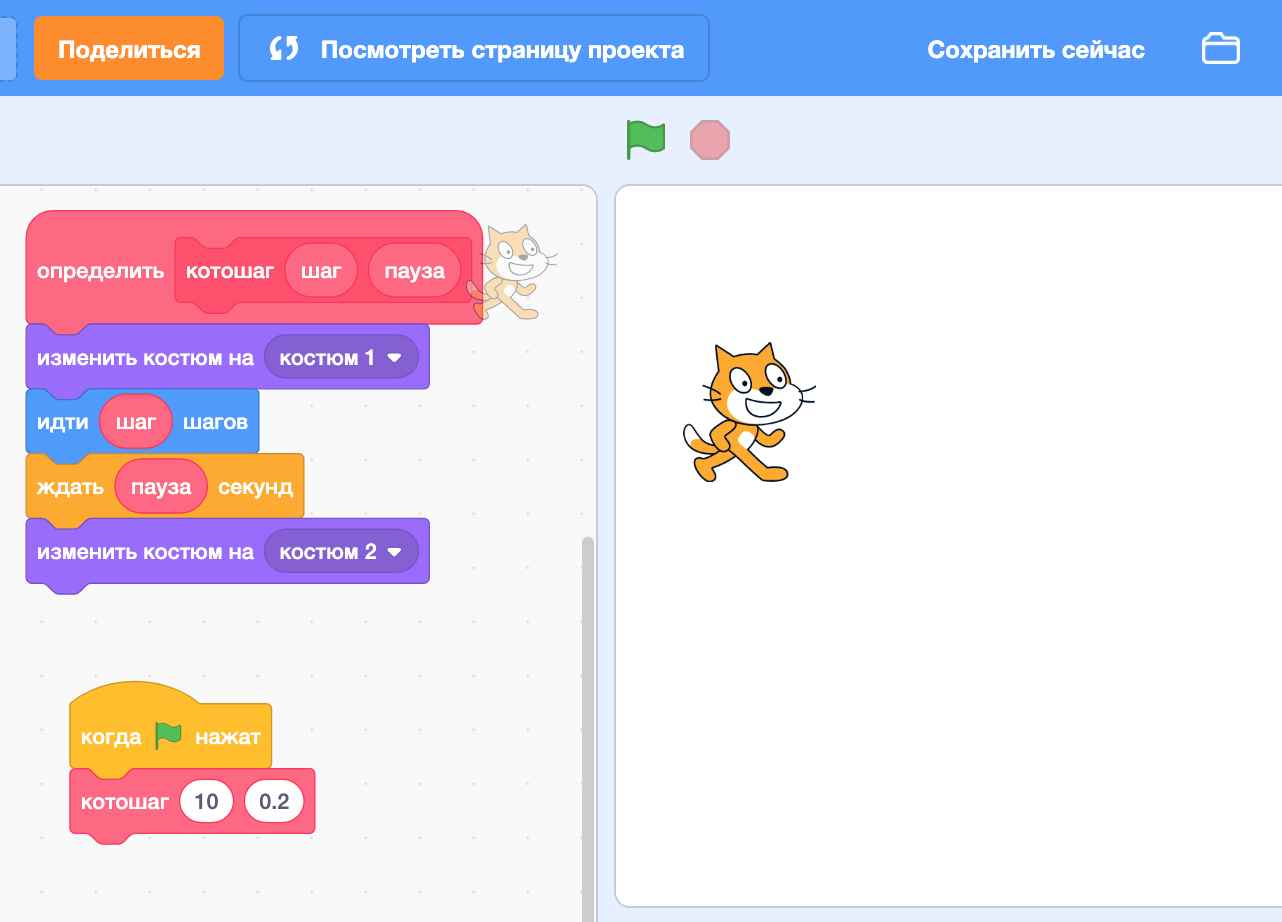 Поделиться Посмотреть страницу проекта Сохранить сейчас
определить котошаг шаг пауза
изменить костюм на костюм 1
идти шаг шагов
ждать пауза секунд
изменить костюм на костюм 2
когда нажат
котошаг 10 0.2